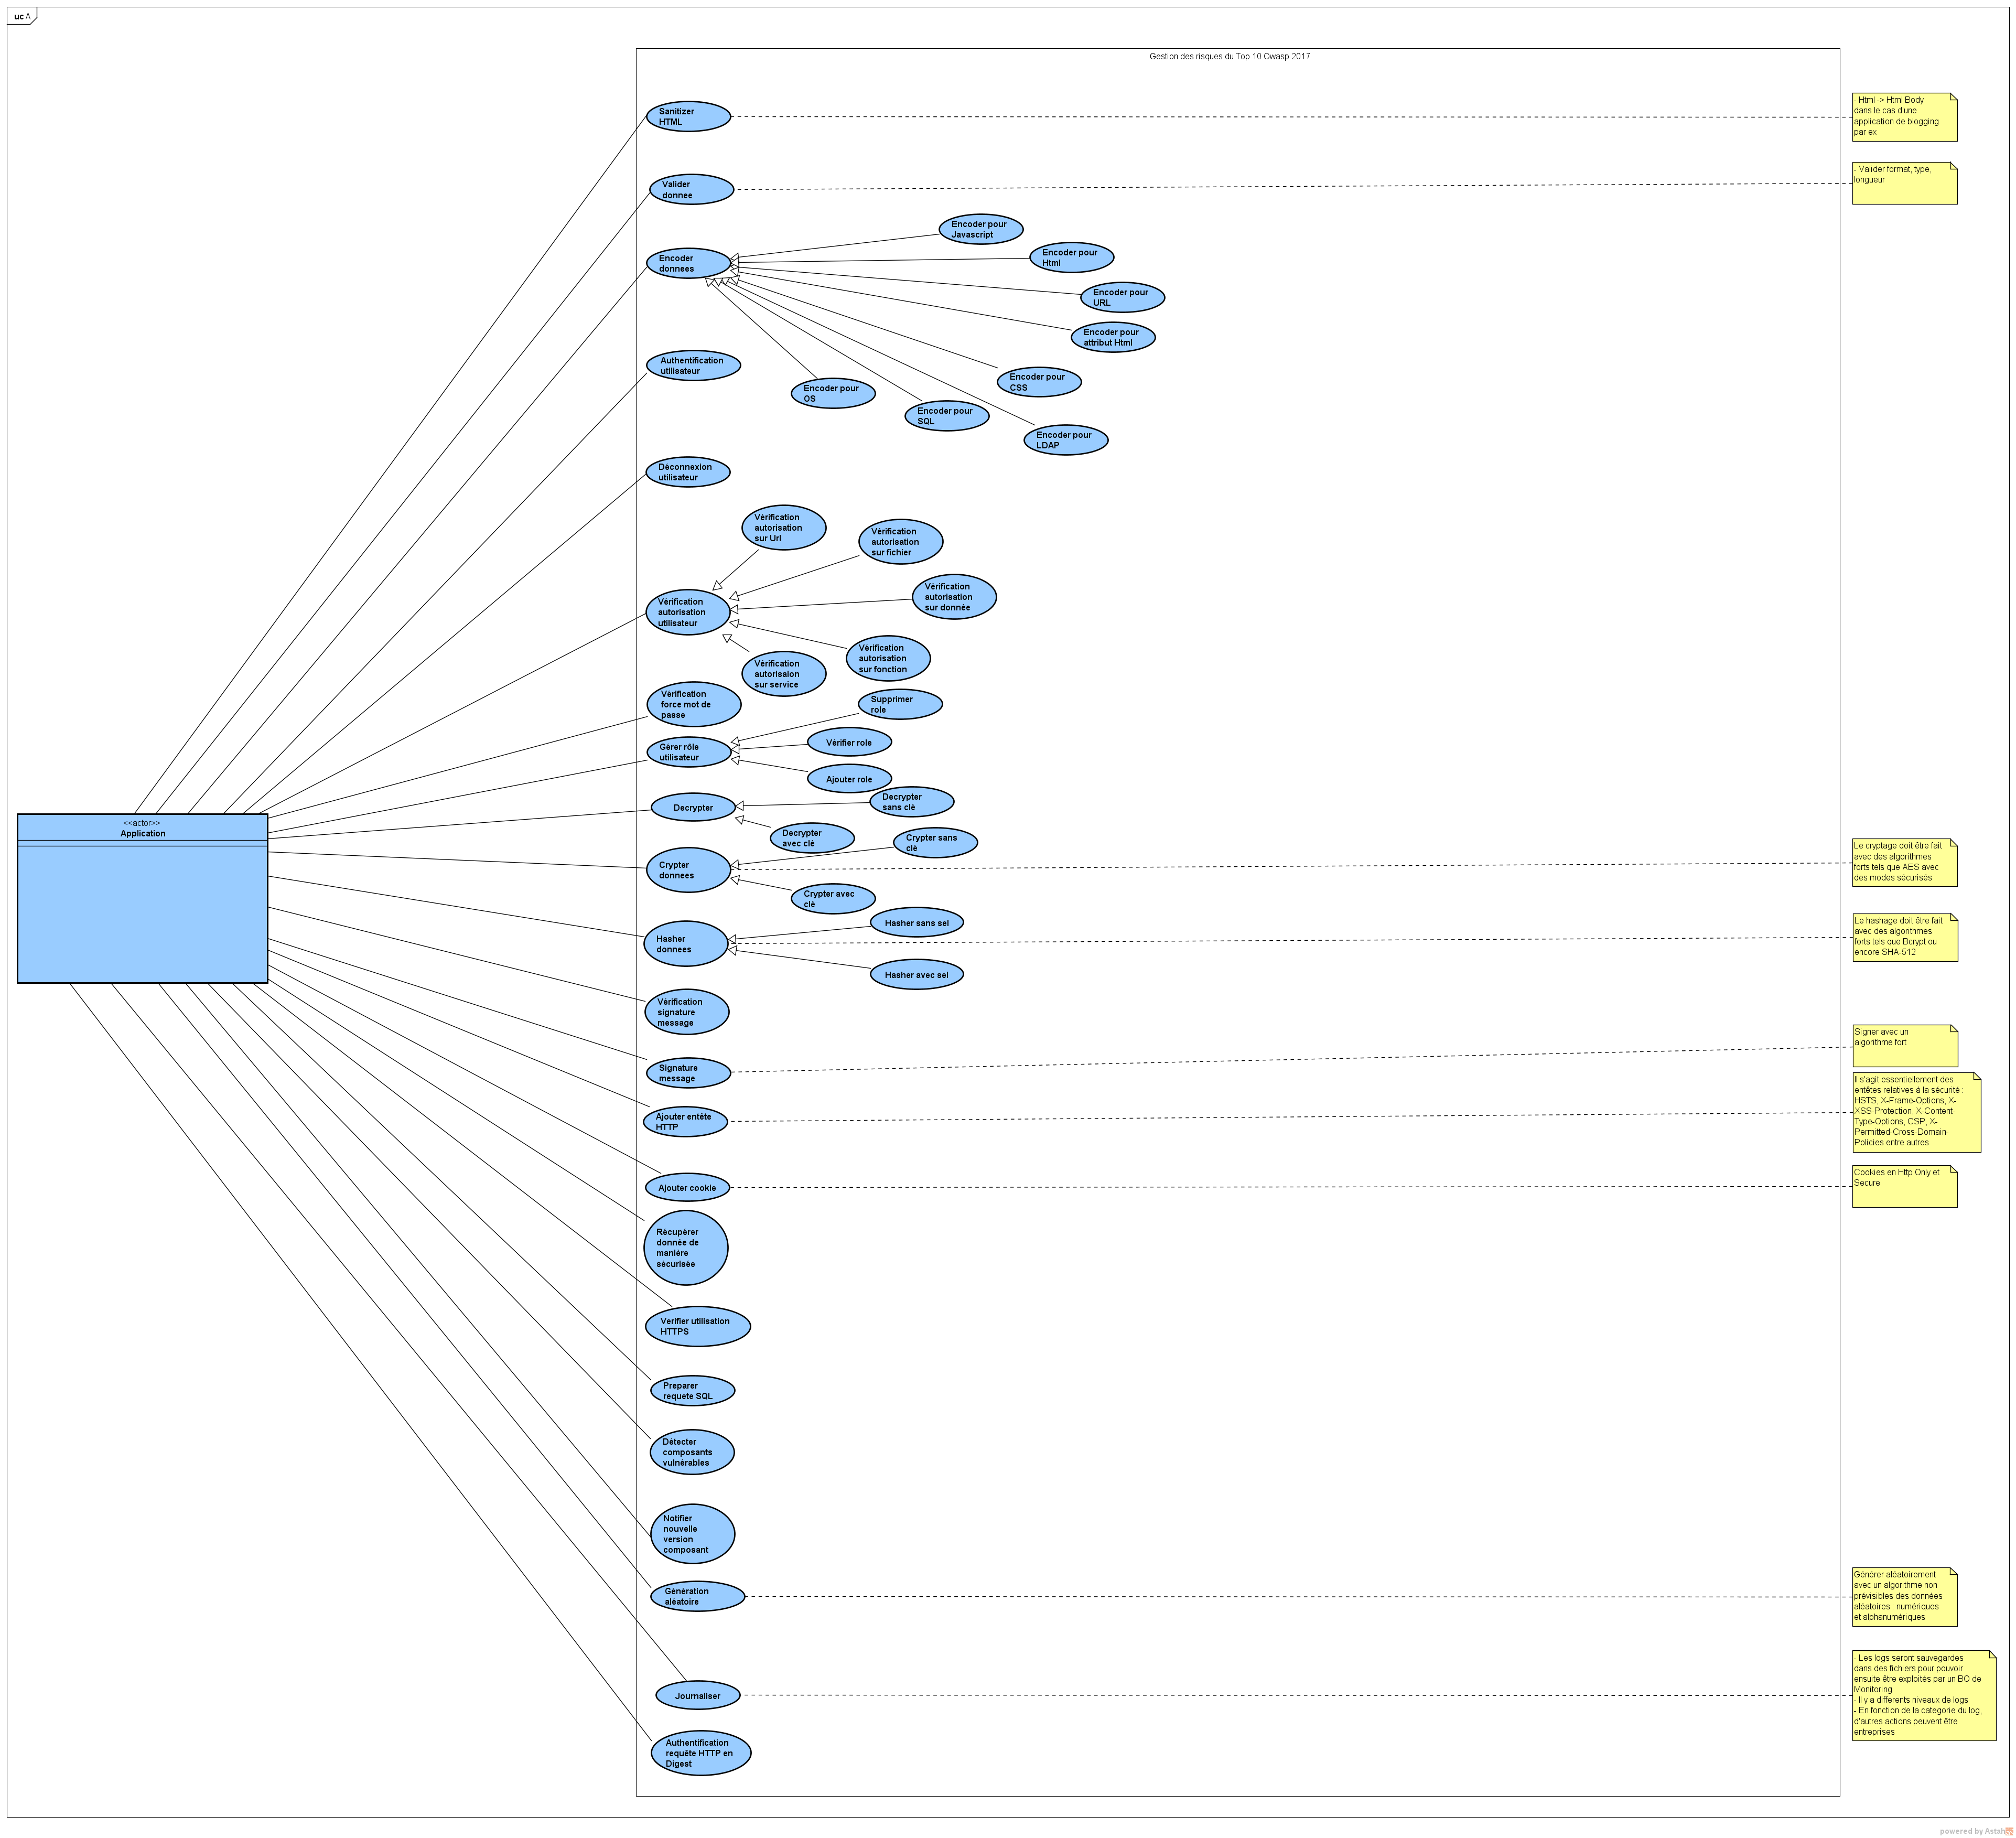 uc A
Gestion des risques du Top 10 Owasp 2017
Sanitizer
HTML
- Html -> Html Body
dans le cas d'une
application de blogging
par ex
Valider
donnee
- Valider format, type,
longueur
Encoder
donnees
Encoder pour
Javascript
Encoder pour
Html
Encoder pour
URL
Encoder pour
attribut Html
Encoder pour
CSS
Encoder pour
OS
Encoder pour
SQL
Encoder pour
LDAP
Authentification
utilisateur
Déconnexion
utilisateur
Vérification
autorisation
sur Url
Vérification
autorisation
sur fichier
Vérification
autorisation
sur donnée
Vérification
autorisation
utilisateur
Vérification
autorisation
sur fonction
Vérification
autorisaion
sur service
Vérification
force mot de
passe
Supprimer
role
Gérer rôle
utilisateur
Vérifier role
Ajouter role
Decrypter
Decrypter
sans clé
Decrypter
avec clé
<<actor>>
Application
Crypter
donnees
Crypter sans
clé
Crypter avec
clé
Le cryptage doit être fait
avec des algorithmes
forts tels que AES avec
des modes sécurisés
Hasher
donnees
Hasher sans sel
Hasher avec sel
Le hashage doit être fait
avec des algorithmes
forts tels que Bcrypt ou
encore SHA-512
Vérification
signature
message
Signature
message
Signer avec un
algorithme fort
Ajouter entête
HTTP
Il s'agit essentiellement des
entêtes relatives à la sécurité :
HSTS, X-Frame-Options, X-
XSS-Protection, X-Content-
Type-Options, CSP, X-
Permitted-Cross-Domain-
Policies entre autres
Ajouter cookie
Cookies en Http Only et
Secure
Récupérer
donnée de
manière
sécurisée
Verifier utilisation
HTTPS
Preparer
requete SQL
Détecter
composants
vulnérables
Notifier
nouvelle
version
composant
Génération
aléatoire
Générer aléatoirement
avec un algorithme non
prévisibles des données
aléatoires : numériques
et alphanumériques
Journaliser
- Les logs seront sauvegardes
dans des fichiers pour pouvoir
ensuite être exploités par un BO de
Monitoring
- Il y a differents niveaux de logs
- En fonction de la categorie du log,
d'autres actions peuvent être
entreprises
Authentification
requête HTTP en
Digest
powered by Astah